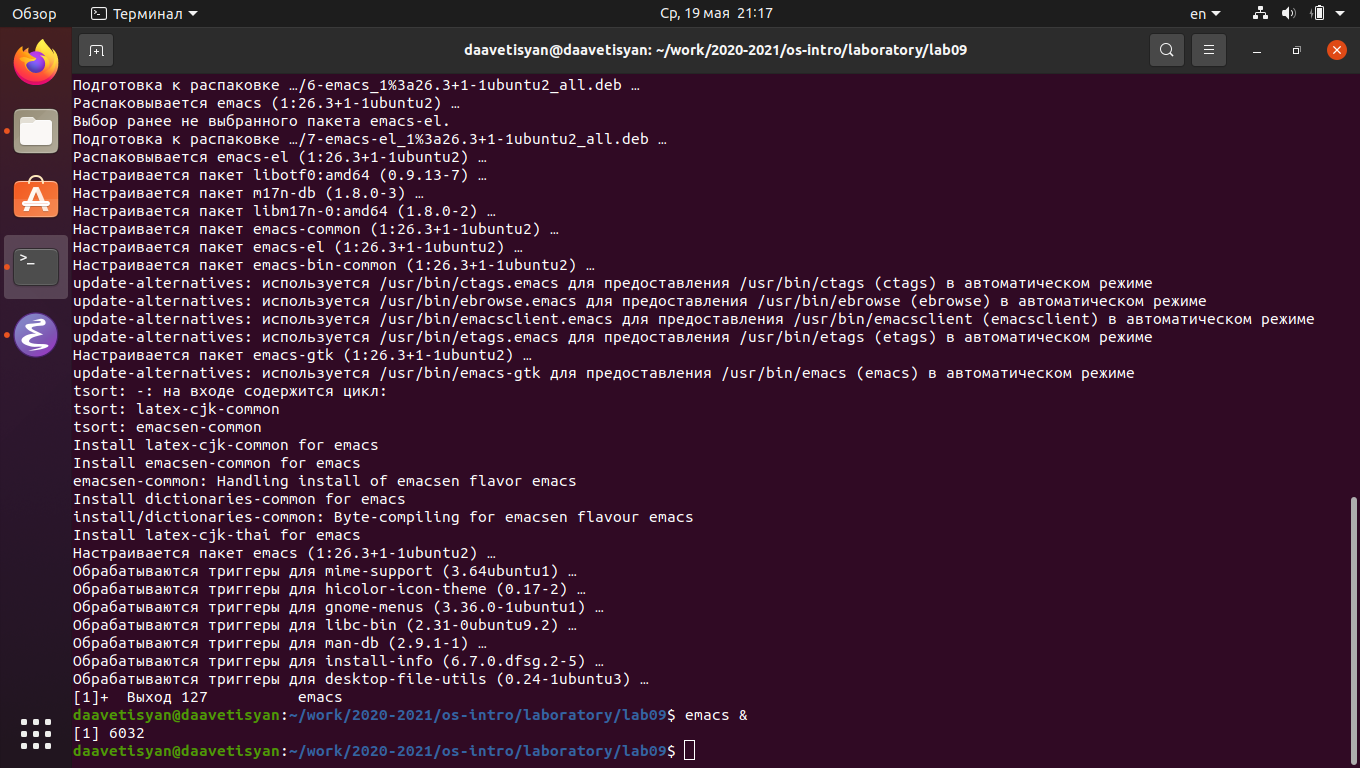 Обзор Терминал Ср, 19 мая 21:17 en
daavetisyan@daavetisyan: ~/work/2020-2021/os-intro/laboratory/lab09
Подготовка к распаковке …/6-emacs_1%3a26.3+1-1ubuntu2_all.deb …
Распаковывается emacs (1:26.3+1-1ubuntu2) …
Выбор ранее не выбранного пакета emacs-el.
Подготовка к распаковке …/7-emacs-el_1%3a26.3+1-1ubuntu2_all.deb …
Распаковывается emacs-el (1:26.3+1-1ubuntu2) …
Настраивается пакет libotf0:amd64 (0.9.13-7) …
Настраивается пакет m17n-db (1.8.0-3) …
Настраивается пакет libm17n-0:amd64 (1.8.0-2) …
Настраивается пакет emacs-common (1:26.3+1-1ubuntu2) …
Настраивается пакет emacs-el (1:26.3+1-1ubuntu2) …
Настраивается пакет emacs-bin-common (1:26.3+1-1ubuntu2) …
update-alternatives: используется /usr/bin/ctags.emacs для предоставления /usr/bin/ctags (ctags) в автоматическом режиме
update-alternatives: используется /usr/bin/ebrowse.emacs для предоставления /usr/bin/ebrowse (ebrowse) в автоматическом режиме
update-alternatives: используется /usr/bin/emacsclient.emacs для предоставления /usr/bin/emacsclient (emacsclient) в автоматическом режиме
update-alternatives: используется /usr/bin/etags.emacs для предоставления /usr/bin/etags (etags) в автоматическом режиме
Настраивается пакет emacs-gtk (1:26.3+1-1ubuntu2) …
update-alternatives: используется /usr/bin/emacs-gtk для предоставления /usr/bin/emacs (emacs) в автоматическом режиме
tsort: -: на входе содержится цикл:
tsort: latex-cjk-common
tsort: emacsen-common
Install latex-cjk-common for emacs
Install emacsen-common for emacs
emacsen-common: Handling install of emacsen flavor emacs
Install dictionaries-common for emacs
install/dictionaries-common: Byte-compiling for emacsen flavour emacs
Install latex-cjk-thai for emacs
Настраивается пакет emacs (1:26.3+1-1ubuntu2) …
Обрабатываются триггеры для mime-support (3.64ubuntu1) …
Обрабатываются триггеры для hicolor-icon-theme (0.17-2) …
Обрабатываются триггеры для gnome-menus (3.36.0-1ubuntu1) …
Обрабатываются триггеры для libc-bin (2.31-0ubuntu9.2) …
Обрабатываются триггеры для man-db (2.9.1-1) …
Обрабатываются триггеры для install-info (6.7.0.dfsg.2-5) …
Обрабатываются триггеры для desktop-file-utils (0.24-1ubuntu3) …
[1]+  Выход 127          emacs
daavetisyan@daavetisyan:~/work/2020-2021/os-intro/laboratory/lab09$ emacs &
[1] 6032
daavetisyan@daavetisyan:~/work/2020-2021/os-intro/laboratory/lab09$